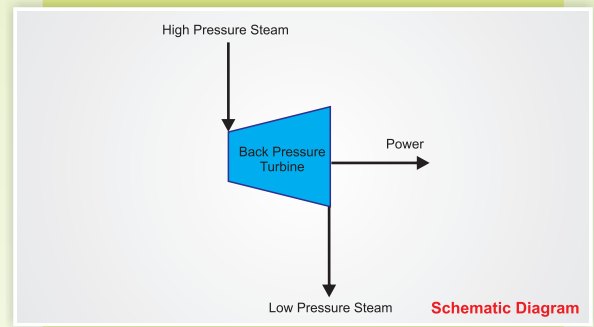 High Pressure Steam
Back Pressure
Turbine
Power
Low Pressure Steam
Schematic Diagram